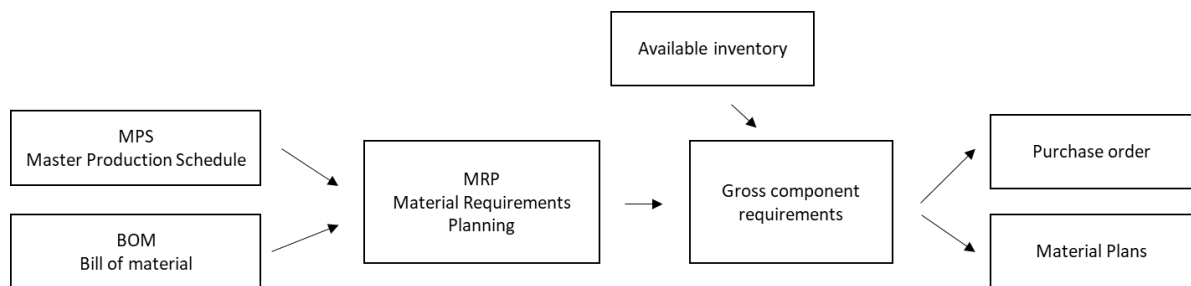 Available inventory
MPS
Master Production Schedule
BOM
Bill of material
MRP
Material Requirements
Planning
Gross component
requirements
Purchase order
Material Plans